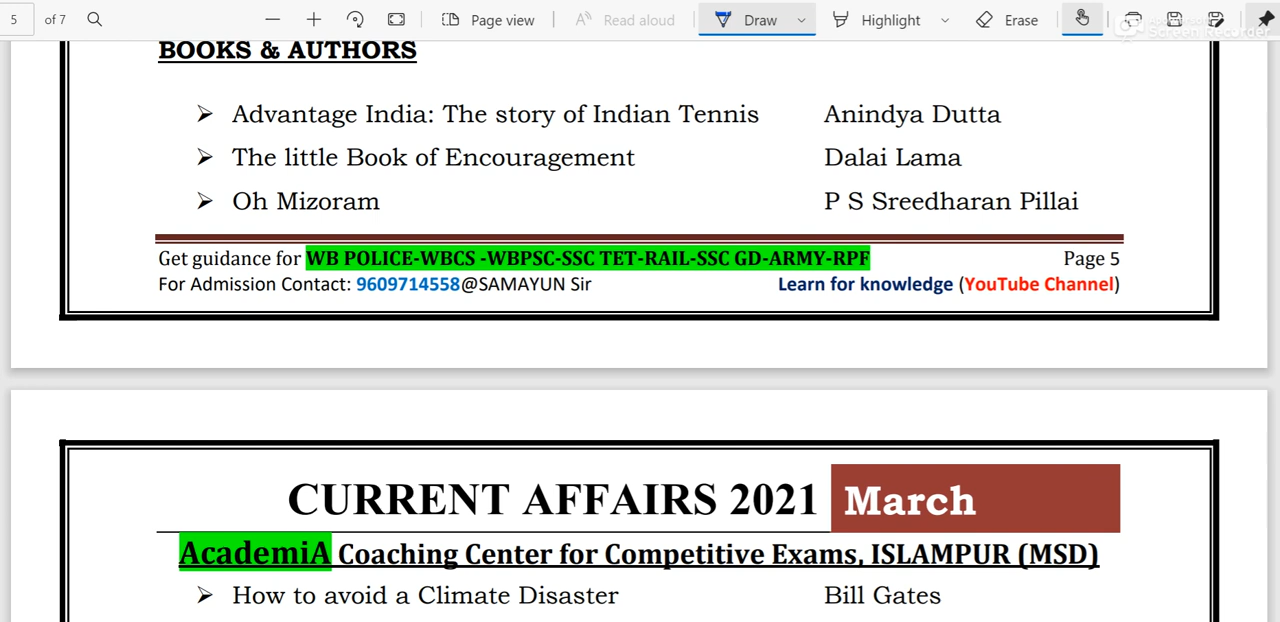 5 of 7 Page view Read aloud Draw Highlight Erase
Screen Recorder
BOOKS & AUTHORS
➢ Advantage India: The story of Indian Tennis Anindya Dutta
➢ The little Book of Encouragement Dalai Lama
➢ Oh Mizoram P S Sreedharan Pillai
Get guidance for WB POLICE-WBCS -WBPSC-SSC TET-RAIL-SSC GD-ARMY-RPF Page 5
For Admission Contact: 9609714558@SAMAYUN Sir Learn for knowledge (YouTube Channel)
CURRENT AFFAIRS 2021 March
AcademiA Coaching Center for Competitive Exams, ISLAMPUR (MSD)
➢ How to avoid a Climate Disaster Bill Gates